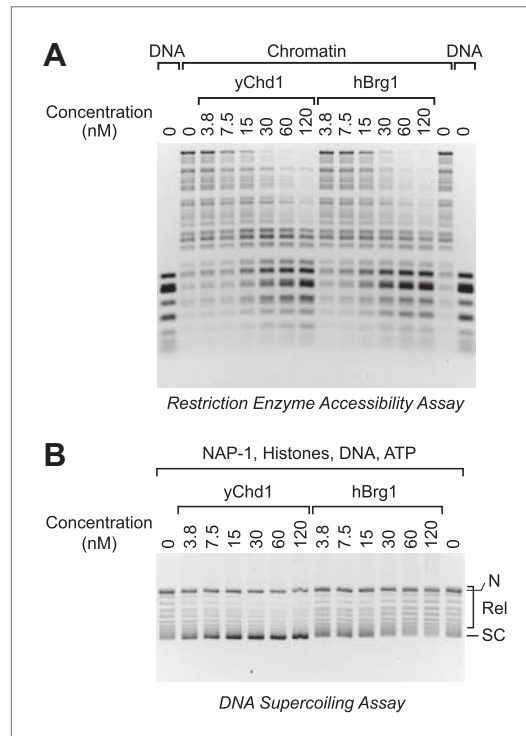 A
DNA Chromatin DNA
yChd1 hBrg1
Concentration
(nM)
0 0 3.8 7.5 15 30 60 120 3.8 7.5 15 30 60 120 0 0
Restriction Enzyme Accessibility Assay
B
NAP-1, Histones, DNA, ATP
yChd1 hBrg1
Concentration
(nM)
0 3.8 7.5 15 30 60 120 3.8 7.5 15 30 60 120 0
N
Rel
SC
DNA Supercoiling Assay